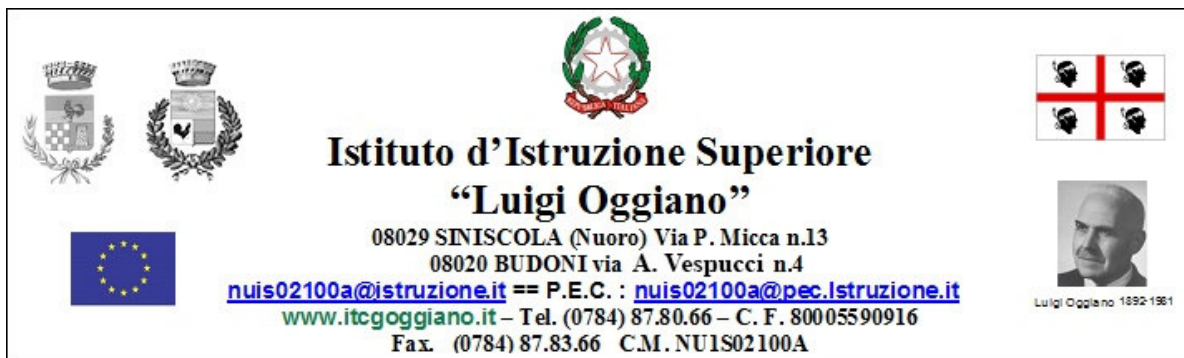 REPUBBLICA ITALIANA
Istituto d’Istruzione Superiore
“Luigi Oggiano”
08029 SINISCOLA (Nuoro) Via P. Micca n.13
08020 BUDONI via A. Vespucci n.4
nuis02100a@istruzione.it == P.E.C. : nuis02100a@pec.Istruzione.it
www.itcgoggiano.it – Tel. (0784) 87.80.66 – C. F. 80005590916
Fax. (0784) 87.83.66 C.M. NU1S02100A
Luigi Oggiano 1892-1981